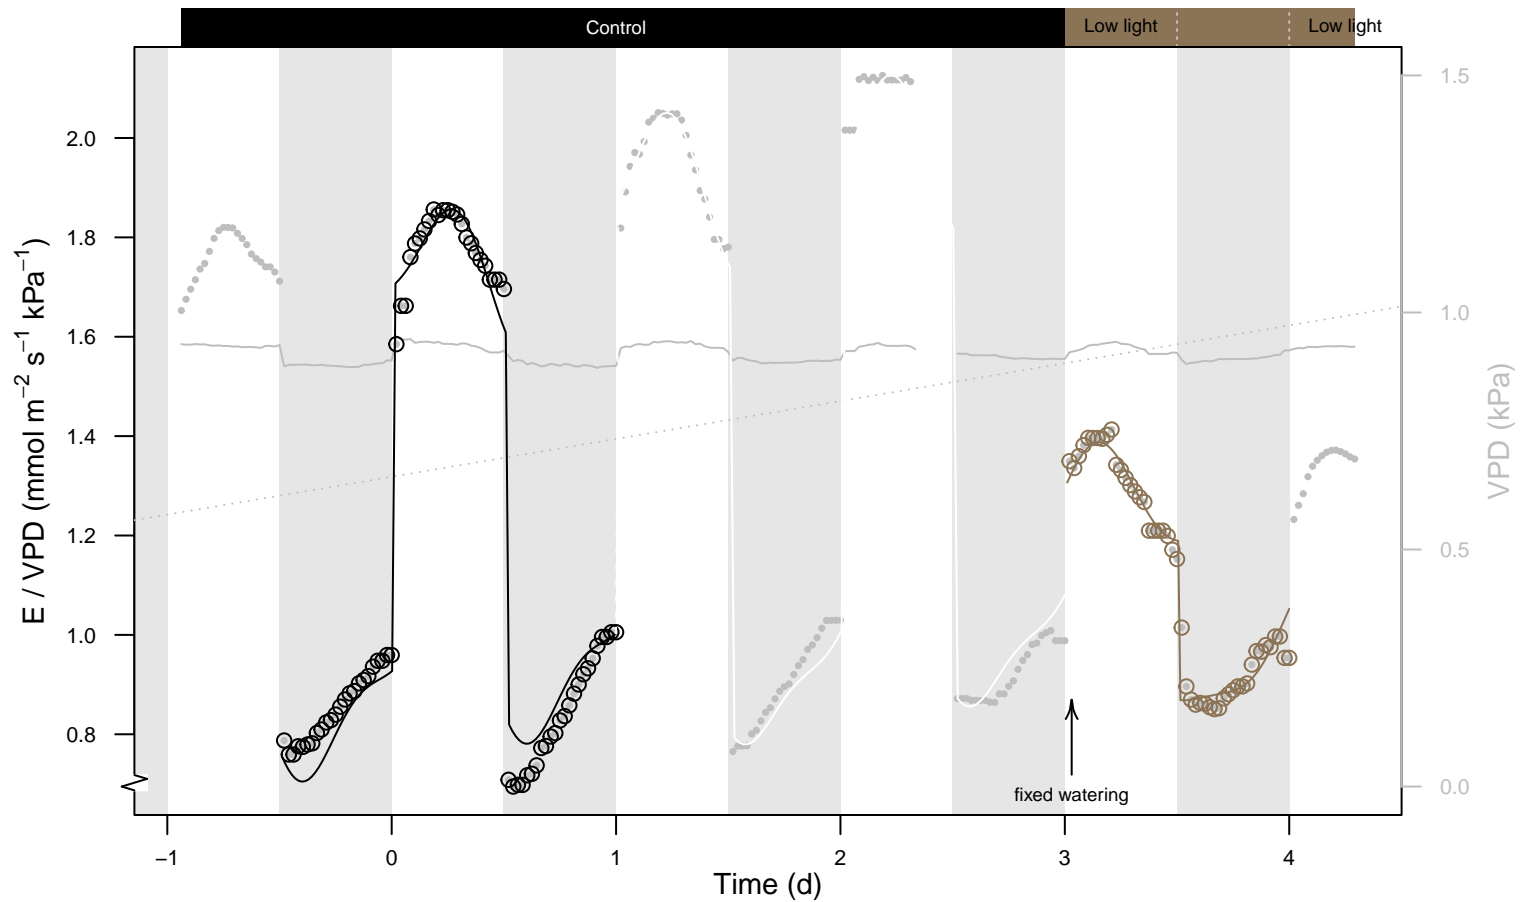 Control
Low light
Low light
2.0
1.8
1.6
1.4
1.2
1.0
0.8
E / VPD (mmol m⁻² s⁻¹ kPa⁻¹)
1.5
1.0
0.5
0.0
VPD (kPa)
fixed watering
−1 0 1 2 3 4
Time (d)